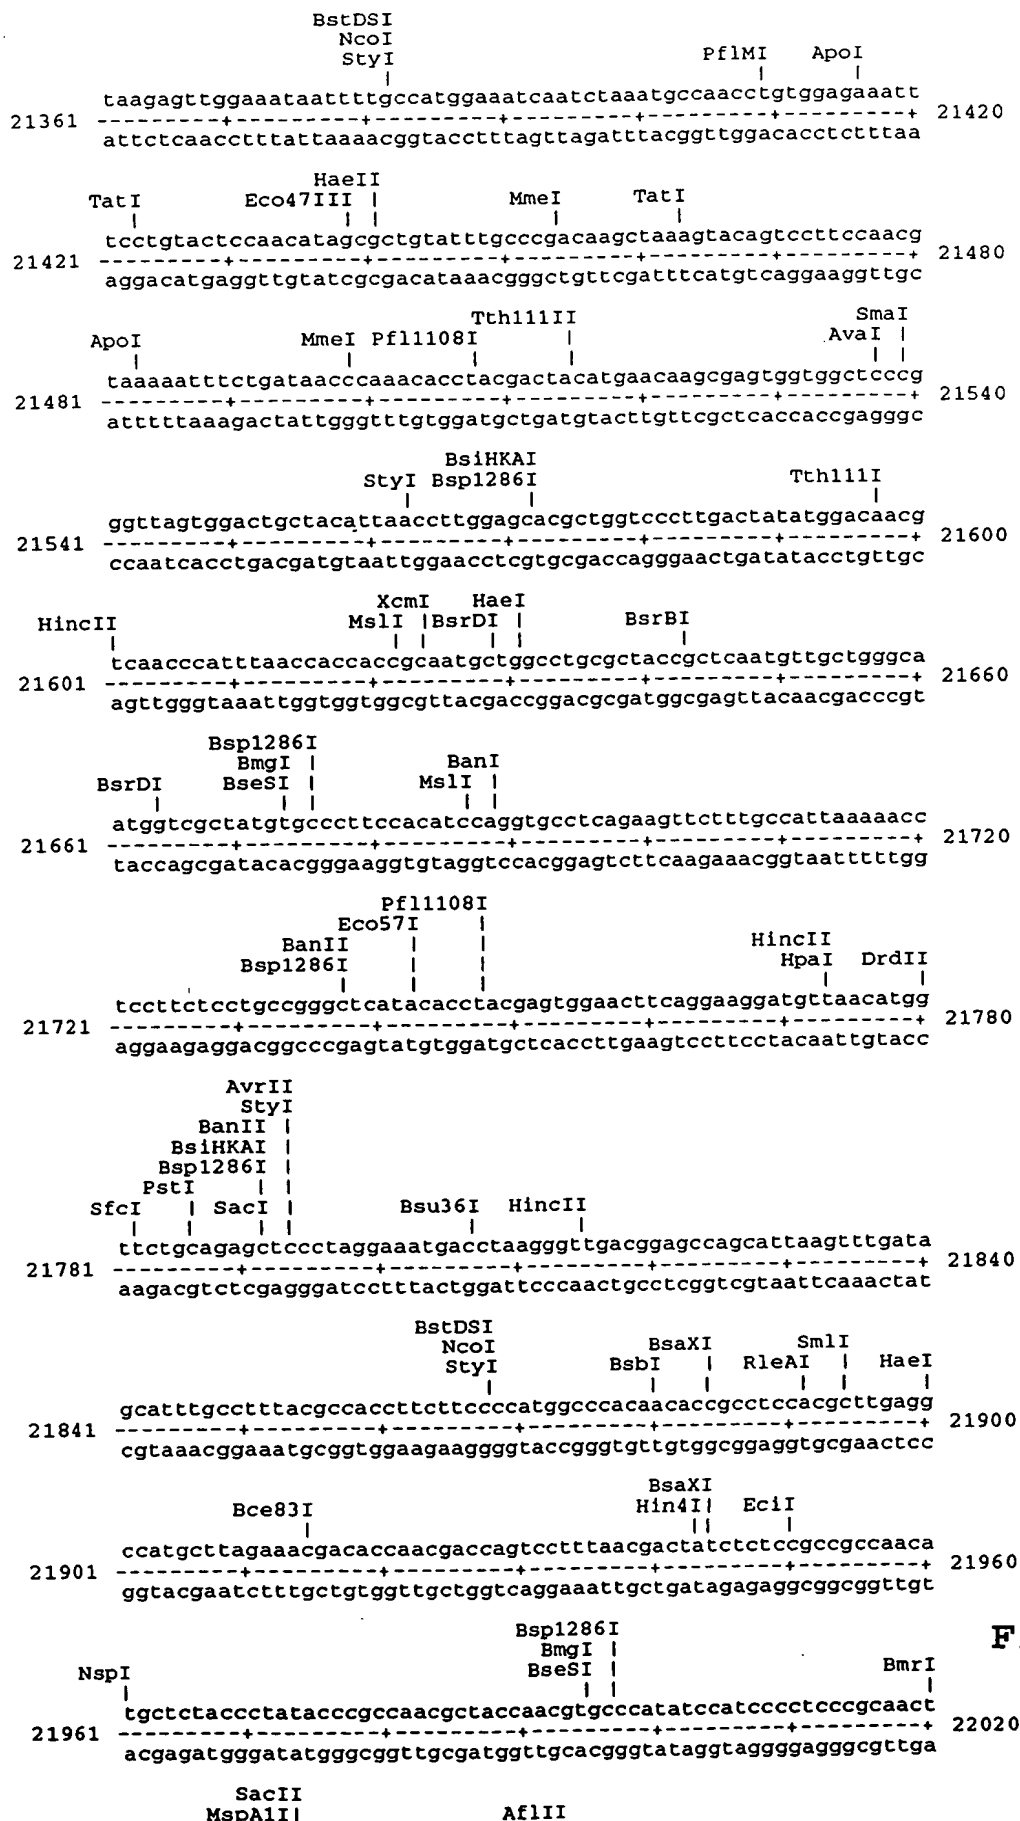 BstDSI
NcoI
StyI PflMI ApoI
taagagttggaaataattttgccatggaaatcaatctaaatgccaacctgtggagaaatt
21361 ---------+---------+---------+---------+---------+---------+ 21420
attctcaacctttattaaaacggtacctttagttagatttacggttggacacctctttaa
HaeII
TatI Eco47III MmeI TatI
tcctgtactccaacatagcgctgtatttgcccgacaagctaaagtacagtccttccaacg
21421 ---------+---------+---------+---------+---------+---------+ 21480
aggacatgaggttgtatcgcgacataaacgggctgttcgatttcatgtcaggaaggttgc
Tth111II SmaI
ApoI MmeI Pfl1108I AvaI
taaaaatttctgataacccaaacacctacgactacatgaacaagcgagtggtggctcccg
21481 ---------+---------+---------+---------+---------+---------+ 21540
atttttaaagactattgggtttgtggatgctgatgtacttgttcgctcaccaccgagggc
BsiHKAI
StyI Bsp1286I Tth111I
ggttagtggactgctacattaaccttggagcacgctggtcccttgactatatggacaacg
21541 ---------+---------+---------+---------+---------+---------+ 21600
ccaatcacctgacgatgtaattggaacctcgtgcgaccagggaactgatatacctgttgc
XcmI HaeI
HincII MslI BsrDI BsrBI
tcaacccatttaaccaccaccgcaatgctggcctgcgctaccgctcaatgttgctgggca
21601 ---------+---------+---------+---------+---------+---------+ 21660
agttgggtaaattggtggtggcgttacgaccggacgcgatggcgagttacaacgacccgt
Bsp1286I
BmgI BanI
BsrDI BseSI MslI
atggtcgctatgtgcccttccacatccaggtgcctcagaagttctttgccattaaaaacc
21661 ---------+---------+---------+---------+---------+---------+ 21720
taccagcgatacacgggaaggtgtaggtccacggagtcttcaagaaacggtaatttttgg
Pfl1108I
Eco57I
BanII HincII
Bsp1286I HpaI DrdII
tccttctcctgccgggctcatacacctacgagtggaacttcaggaaggatgttaacatgg
21721 ---------+---------+---------+---------+---------+---------+ 21780
aggaagaggacggcccgagtatgtggatgctcaccttgaagtccttcctacaattgtacc
AvrII
StyI
BanII
BsiHKAI
Bsp1286I
PstI
SfcI SacI Bsu36I HincII
ttctgcagagctccctaggaaatgacctaagggttgacggagccagcattaagtttgata
21781 ---------+---------+---------+---------+---------+---------+ 21840
aagacgtctcgagggatcctttactggattcccaactgcctcggtcgtaattcaaactat
BstDSI
NcoI BsaXI SmlI
StyI BsbI RleAI HaeI
gcatttgcctttacgccaccttcttccccatggcccacaacaccgcctccacgcttgagg
21841 ---------+---------+---------+---------+---------+---------+ 21900
cgtaaacggaaatgcggtggaagaaggggtaccgggtgttgtggcggaggtgcgaactcc
BsaXI
Bce83I Hin4I EciI
ccatgcttagaaacgacaccaacgaccagtcctttaacgactatctctccgccgccaaca
21901 ---------+---------+---------+---------+---------+---------+ 21960
ggtacgaatctttgctgtggttgctggtcaggaaattgctgatagagaggcggcggttgt
Bsp1286I
BmgI F
NspI BseSI BmrI
tgctctaccctatacccgccaacgctaccaacgtgcccatatccatcccctcccgcaact
21961 ---------+---------+---------+---------+---------+---------+ 22020
acgagatgggatatgggcggttgcgatggttgcacgggtataggtaggggagggcgttga
SacII
MspA1I AflII